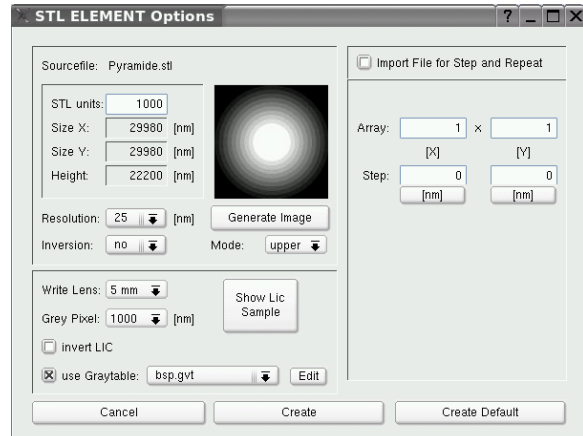 STL ELEMENT Options ? _ □ X
Sourcefile: Pyramide.stl
STL units: 1000
Size X: 29980 [nm]
Size Y: 29980 [nm]
Height: 22200 [nm]
Resolution: 25 [nm] Generate Image
Inversion: no Mode: upper
Write Lens: 5 mm Show Lic
Sample
Grey Pixel: 1000 [nm]
invert LIC
use Graytable: bsp.gvt Edit
Import File for Step and Repeat
Array: 1 x 1
[X] [Y]
Step: 0 0
[nm] [nm]
Cancel Create Create Default